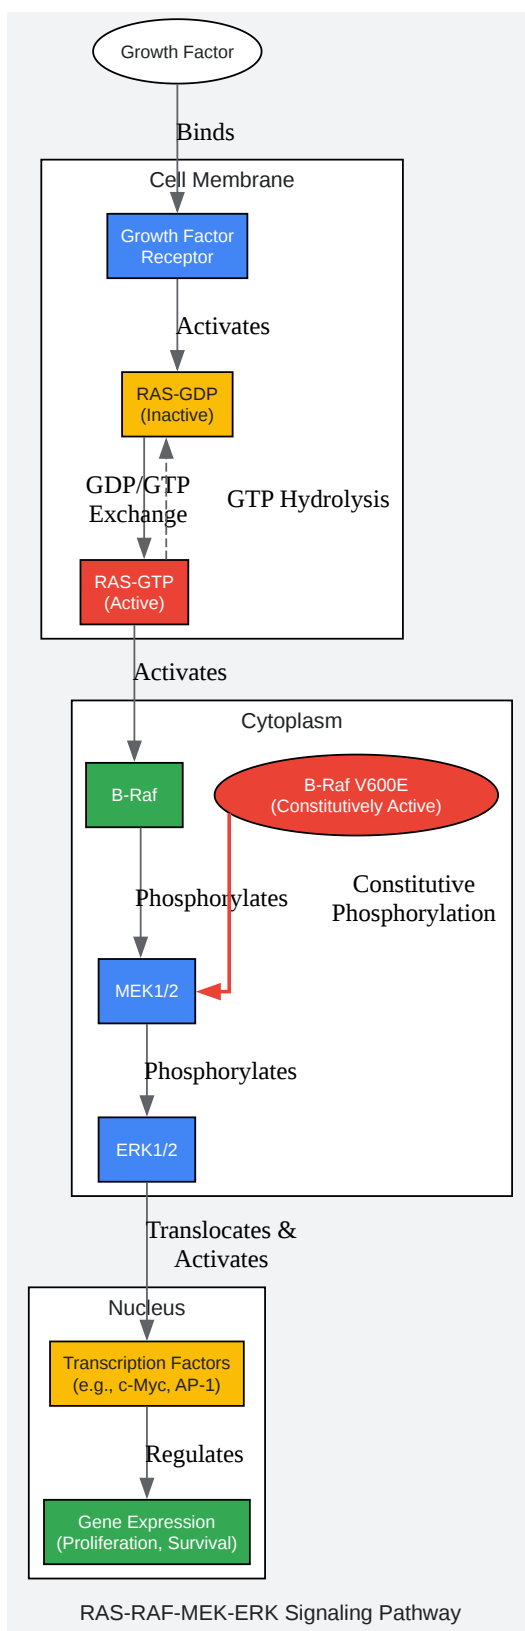 Growth Factor
Binds
Cell Membrane
Growth Factor
Receptor
Activates
RAS-GDP
(Inactive)
GDP/GTP
Exchange
GTP Hydrolysis
RAS-GTP
(Active)
Activates
Cytoplasm
B-Raf
B-Raf V600E
(Constitutively Active)
Phosphorylates
Constitutive
Phosphorylation
MEK1/2
Phosphorylates
ERK1/2
Translocates &
Activates
Nucleus
Transcription Factors
(e.g., c-Myc, AP-1)
Regulates
Gene Expression
(Proliferation, Survival)
RAS-RAF-MEK-ERK Signaling Pathway